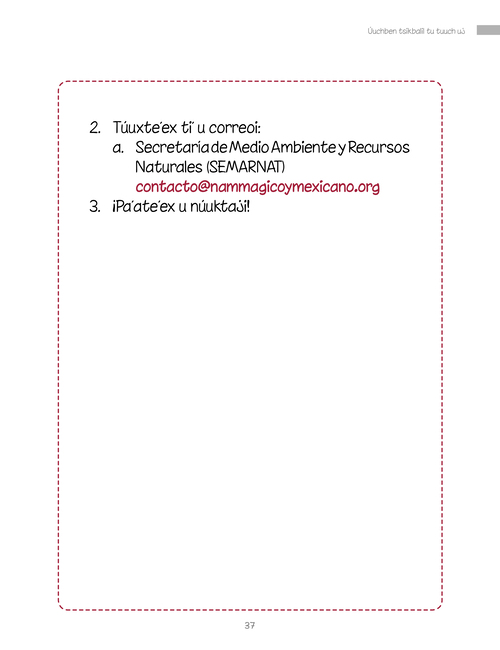 Úuchben tsikbalil tu tuuch uj
2. Túuxte'ex ti' u correoi:
a. Secretaría de Medio Ambiente y Recursos
Naturales (SEMARNAT)
contacto@nammagicoymexicano.org
3. ¡Pa'ate'ex u núuktaji!
37